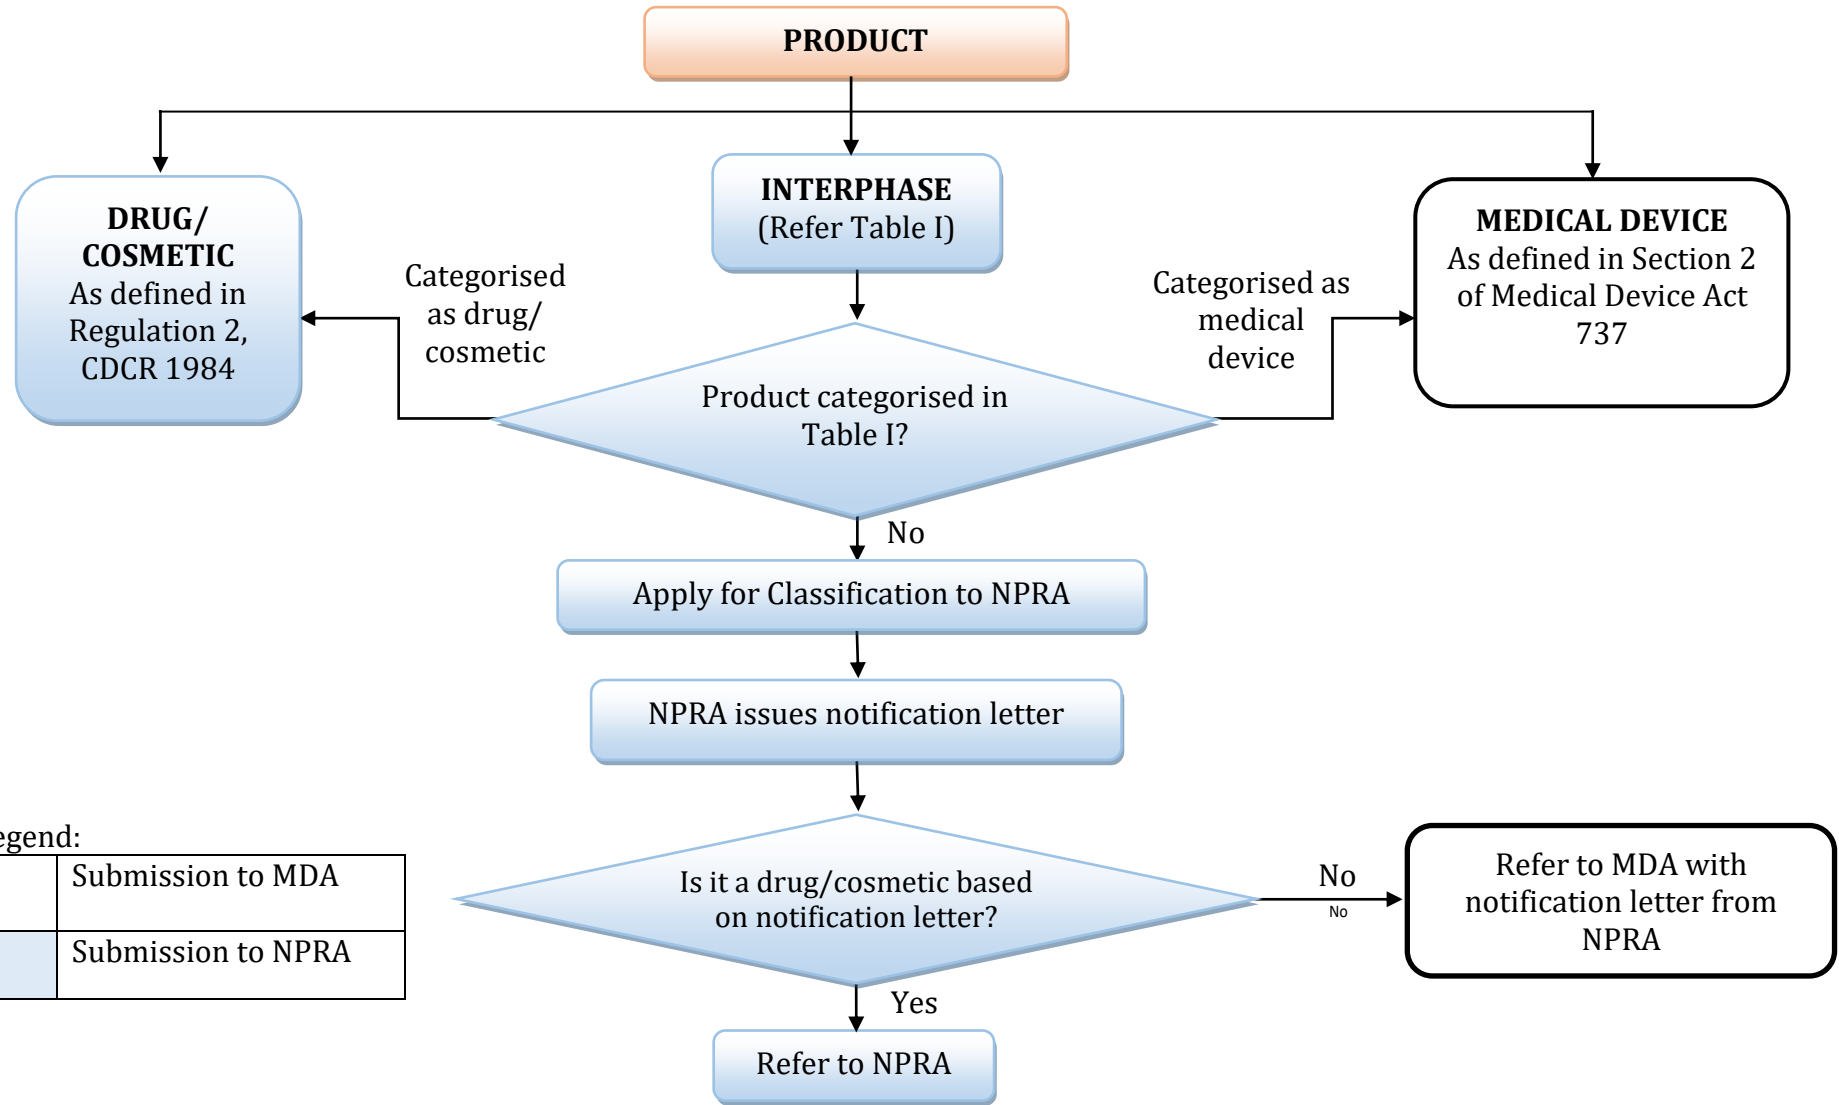 PRODUCT
DRUG/
COSMETIC
As defined in
Regulation 2,
CDCR 1984
INTERPHASE
(Refer Table I)
MEDICAL DEVICE
As defined in Section 2
of Medical Device Act
737
Categorised
as drug/
cosmetic
Categorised as
medical
device
Product categorised in
Table I?
No
Apply for Classification to NPRA
NPRA issues notification letter
Is it a drug/cosmetic based
on notification letter?
No
No
Refer to MDA with
notification letter from
NPRA
Yes
Refer to NPRA
egend:
Submission to MDA
Submission to NPRA